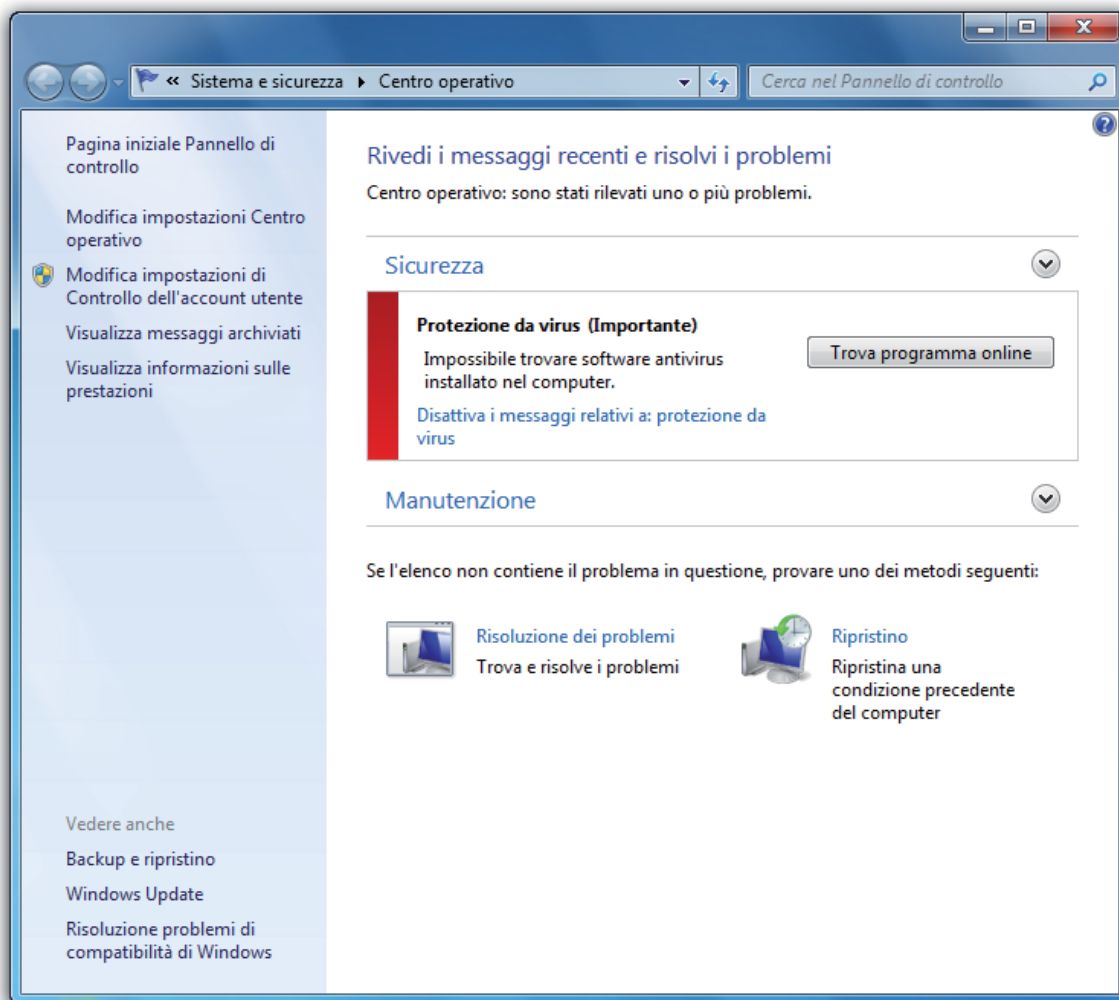 « Sistema e sicurezza ▸ Centro operativo
Cerca nel Pannello di controllo
Pagina iniziale Pannello di
controllo
Modifica impostazioni Centro
operativo
Modifica impostazioni di
Controllo dell'account utente
Visualizza messaggi archiviati
Visualizza informazioni sulle
prestazioni
Vedere anche
Backup e ripristino
Windows Update
Risoluzione problemi di
compatibilità di Windows
Rivedi i messaggi recenti e risolvi i problemi
Centro operativo: sono stati rilevati uno o più problemi.
Sicurezza
Protezione da virus (Importante)
Impossibile trovare software antivirus
installato nel computer.
Trova programma online
Disattiva i messaggi relativi a: protezione da
virus
Manutenzione
Se l'elenco non contiene il problema in questione, provare uno dei metodi seguenti:
Risoluzione dei problemi
Trova e risolve i problemi
Ripristino
Ripristina una
condizione precedente
del computer